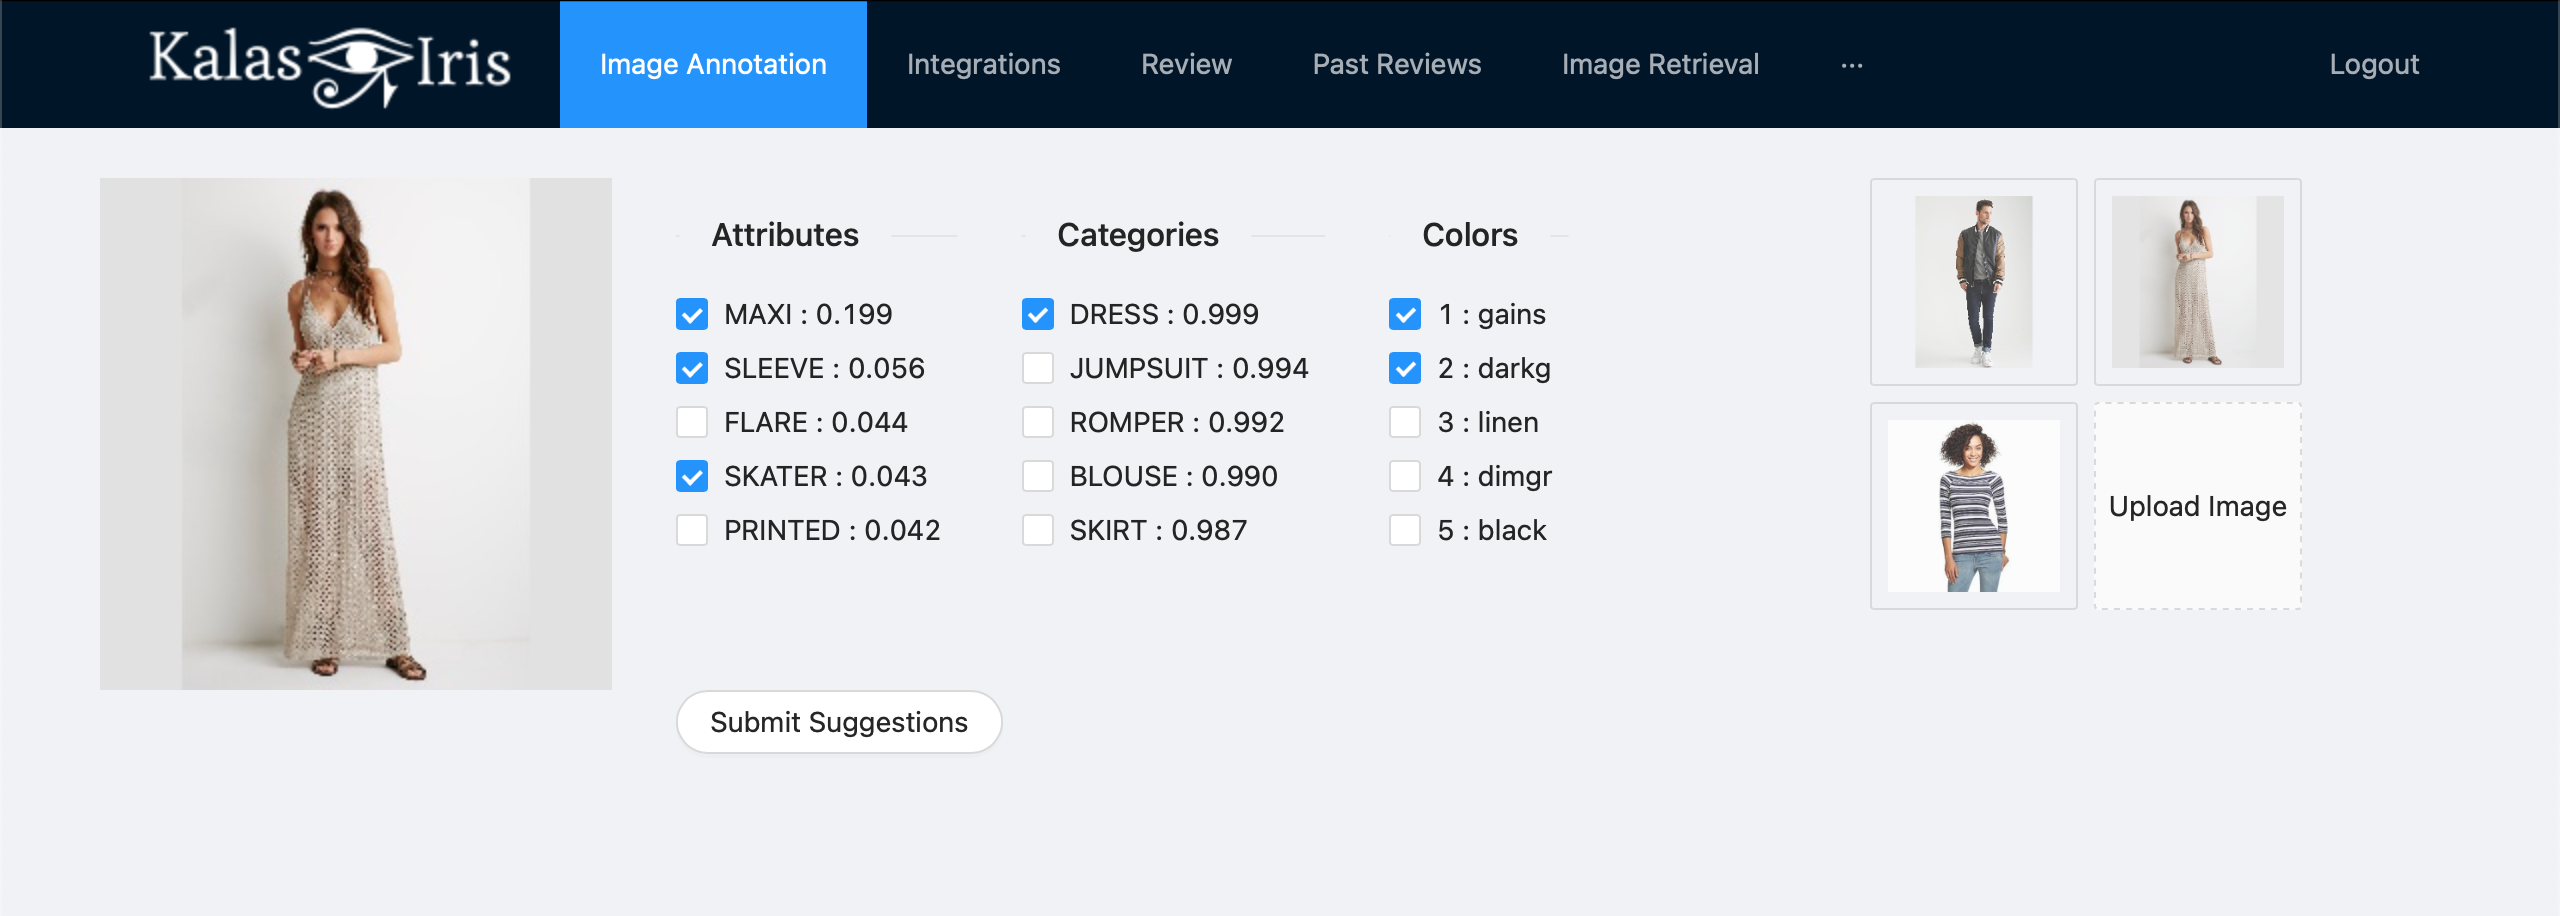 Kalas Iris
Image Annotation
Integrations
Review
Past Reviews
Image Retrieval
···
Logout
Attributes
MAXI : 0.199
SLEEVE : 0.056
FLARE : 0.044
SKATER : 0.043
PRINTED : 0.042
Categories
DRESS : 0.999
JUMPSUIT : 0.994
ROMPER : 0.992
BLOUSE : 0.990
SKIRT : 0.987
Colors
1 : gains
2 : darkg
3 : linen
4 : dimgr
5 : black
Upload Image
Submit Suggestions